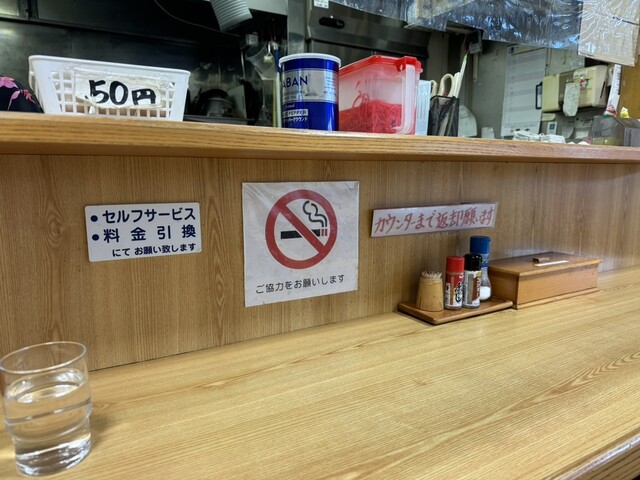 50円
ABAN
• セルフサービス
• 料金引換
にて お願い致します
ご協力をお願いします
カウンターまで返却願います